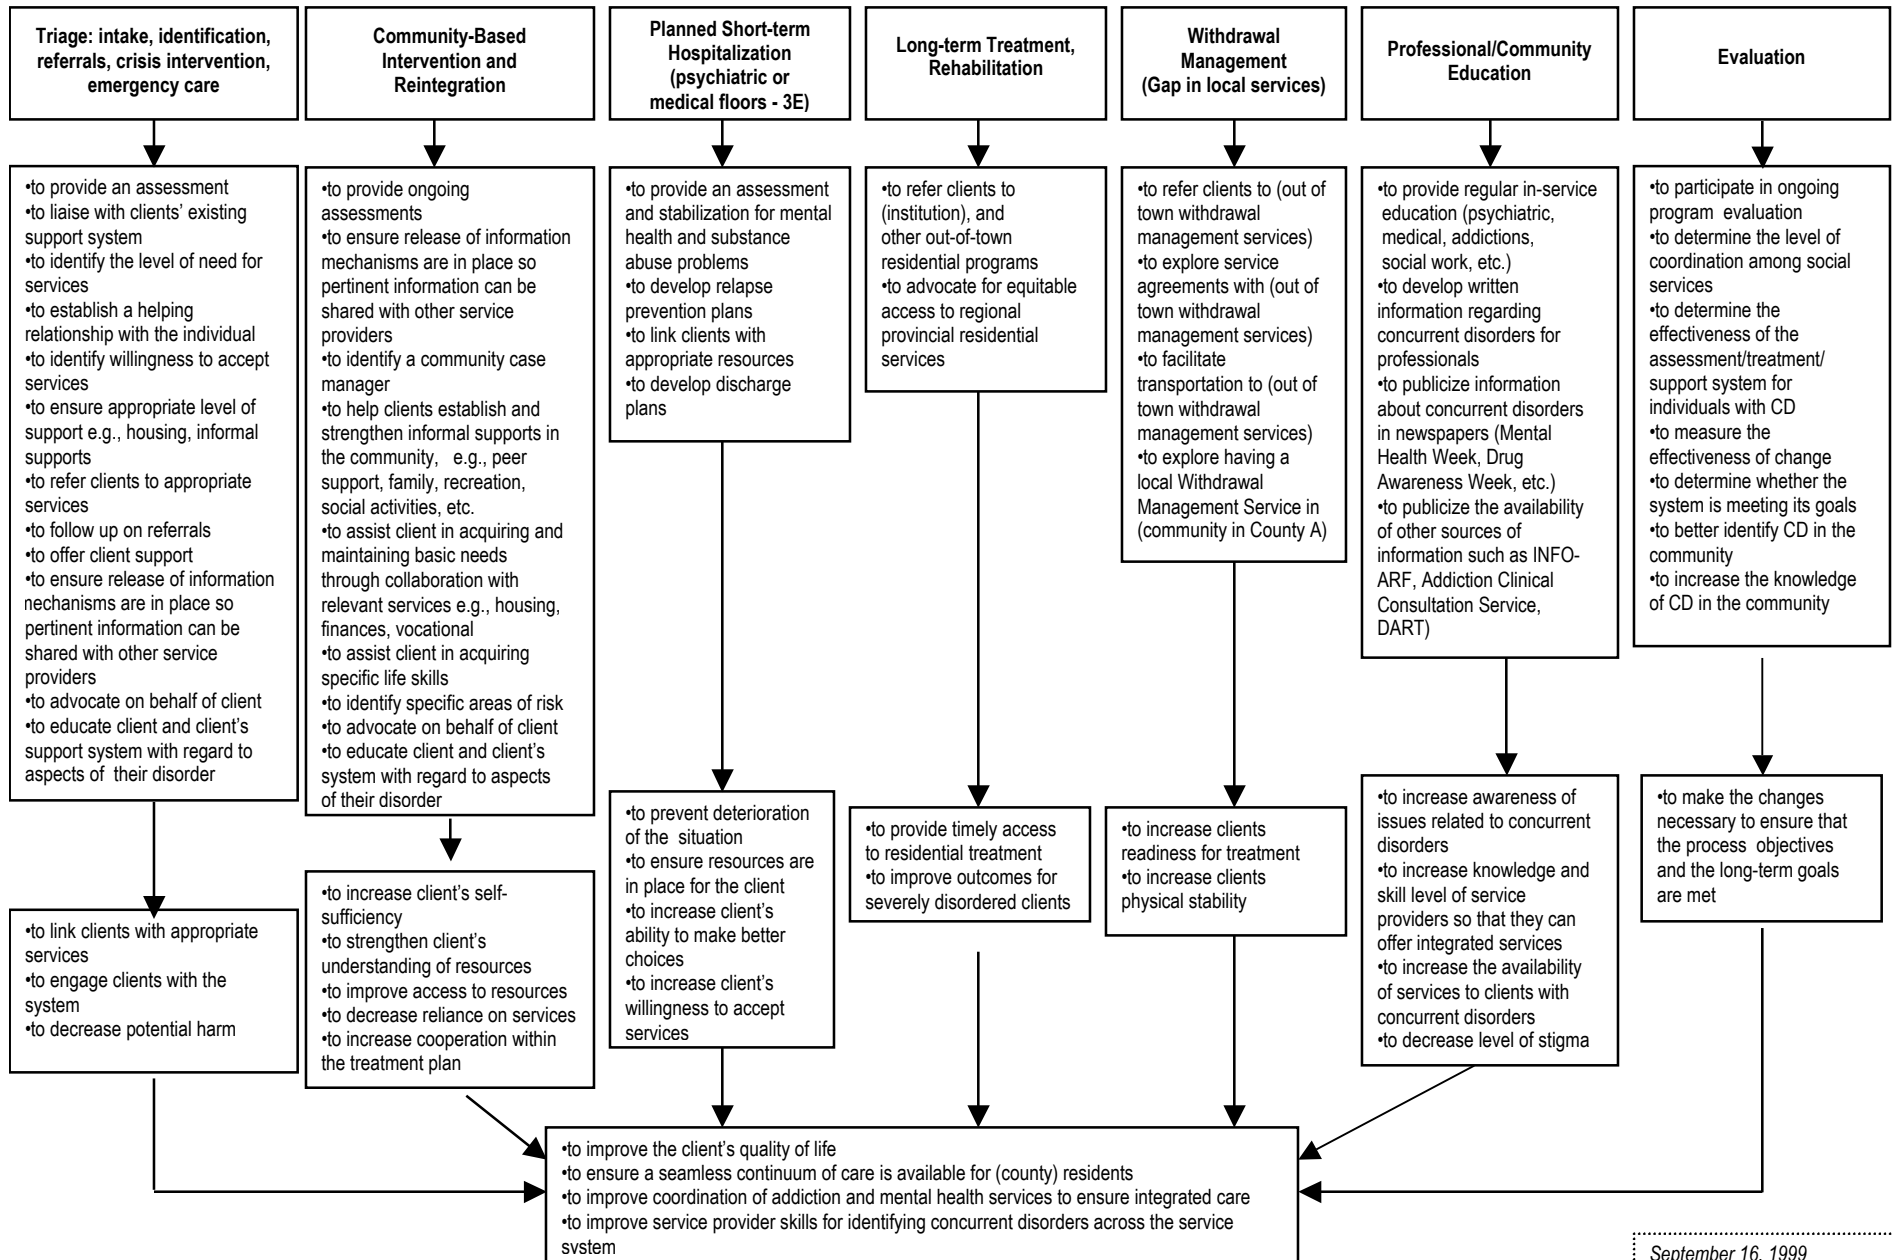 Triage: intake, identification,
referrals, crisis intervention,
emergency care
Community-Based
Intervention and
Reintegration
Planned Short-term
Hospitalization
(psychiatric or
medical floors - 3E)
Long-term Treatment,
Rehabilitation
Withdrawal
Management
(Gap in local services)
Professional/Community
Education
Evaluation
•to provide an assessment
•to liaise with clients’ existing
support system
•to identify the level of need for
services
•to establish a helping
relationship with the individual
•to identify willingness to accept
services
•to ensure appropriate level of
support e.g., housing, informal
supports
•to refer clients to appropriate
services
•to follow up on referrals
•to offer client support
•to ensure release of information
mechanisms are in place so
pertinent information can be
shared with other service
providers
•to advocate on behalf of client
•to educate client and client’s
support system with regard to
aspects of their disorder
•to provide ongoing
assessments
•to ensure release of information
mechanisms are in place so
pertinent information can be
shared with other service
providers
•to identify a community case
manager
•to help clients establish and
strengthen informal supports in
the community, e.g., peer
support, family, recreation,
social activities, etc.
•to assist client in acquiring and
maintaining basic needs
through collaboration with
relevant services e.g., housing,
finances, vocational
•to assist client in acquiring
specific life skills
•to identify specific areas of risk
•to advocate on behalf of client
•to educate client and client’s
system with regard to aspects
of their disorder
•to provide an assessment
and stabilization for mental
health and substance
abuse problems
•to develop relapse
prevention plans
•to link clients with
appropriate resources
•to develop discharge
plans
•to refer clients to
(institution), and
other out-of-town
residential programs
•to advocate for equitable
access to regional
provincial residential
services
•to refer clients to (out of
town withdrawal
management services)
•to explore service
agreements with (out of
town withdrawal
management services)
•to facilitate
transportation to (out of
town withdrawal
management services)
•to explore having a
local Withdrawal
Management Service in
(community in County A)
•to provide regular in-service
education (psychiatric,
medical, addictions,
social work, etc.)
•to develop written
information regarding
concurrent disorders for
professionals
•to publicize information
about concurrent disorders
in newspapers (Mental
Health Week, Drug
Awareness Week, etc.)
•to publicize the availability
of other sources of
information such as INFO-
ARF, Addiction Clinical
Consultation Service,
DART)
•to participate in ongoing
program evaluation
•to determine the level of
coordination among social
services
•to determine the
effectiveness of the
assessment/treatment/
support system for
individuals with CD
•to measure the
effectiveness of change
•to determine whether the
system is meeting its goals
•to better identify CD in the
community
•to increase the knowledge
of CD in the community
•to link clients with appropriate
services
•to engage clients with the
system
•to decrease potential harm
•to increase client’s self-
sufficiency
•to strengthen client’s
understanding of resources
•to improve access to resources
•to decrease reliance on services
•to increase cooperation within
the treatment plan
•to prevent deterioration
of the situation
•to ensure resources are
in place for the client
•to increase client’s
ability to make better
choices
•to increase client’s
willingness to accept
services
•to provide timely access
to residential treatment
•to improve outcomes for
severely disordered clients
•to increase clients
readiness for treatment
•to increase clients
physical stability
•to increase awareness of
issues related to concurrent
disorders
•to increase knowledge and
skill level of service
providers so that they can
offer integrated services
•to increase the availability
of services to clients with
concurrent disorders
•to decrease level of stigma
•to make the changes
necessary to ensure that
the process objectives
and the long-term goals
are met
•to improve the client’s quality of life
•to ensure a seamless continuum of care is available for (county) residents
•to improve coordination of addiction and mental health services to ensure integrated care
•to improve service provider skills for identifying concurrent disorders across the service
system
September 16, 1999